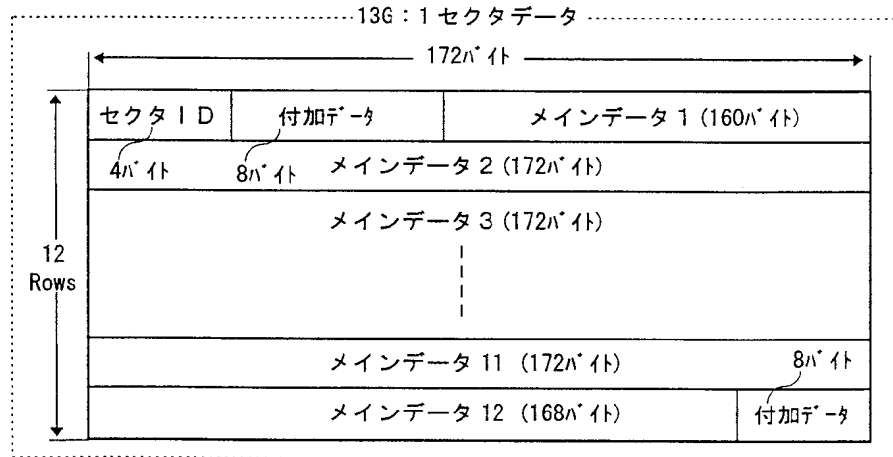 13G:1セクタデータ
172バイト
セクタID 付加データ メインデータ1(160バイト)
4バイト 8バイト メインデータ2(172バイト)
メインデータ3(172バイト)
12
Rows
メインデータ11(172バイト) 8バイト
メインデータ12(168バイト) 付加データ